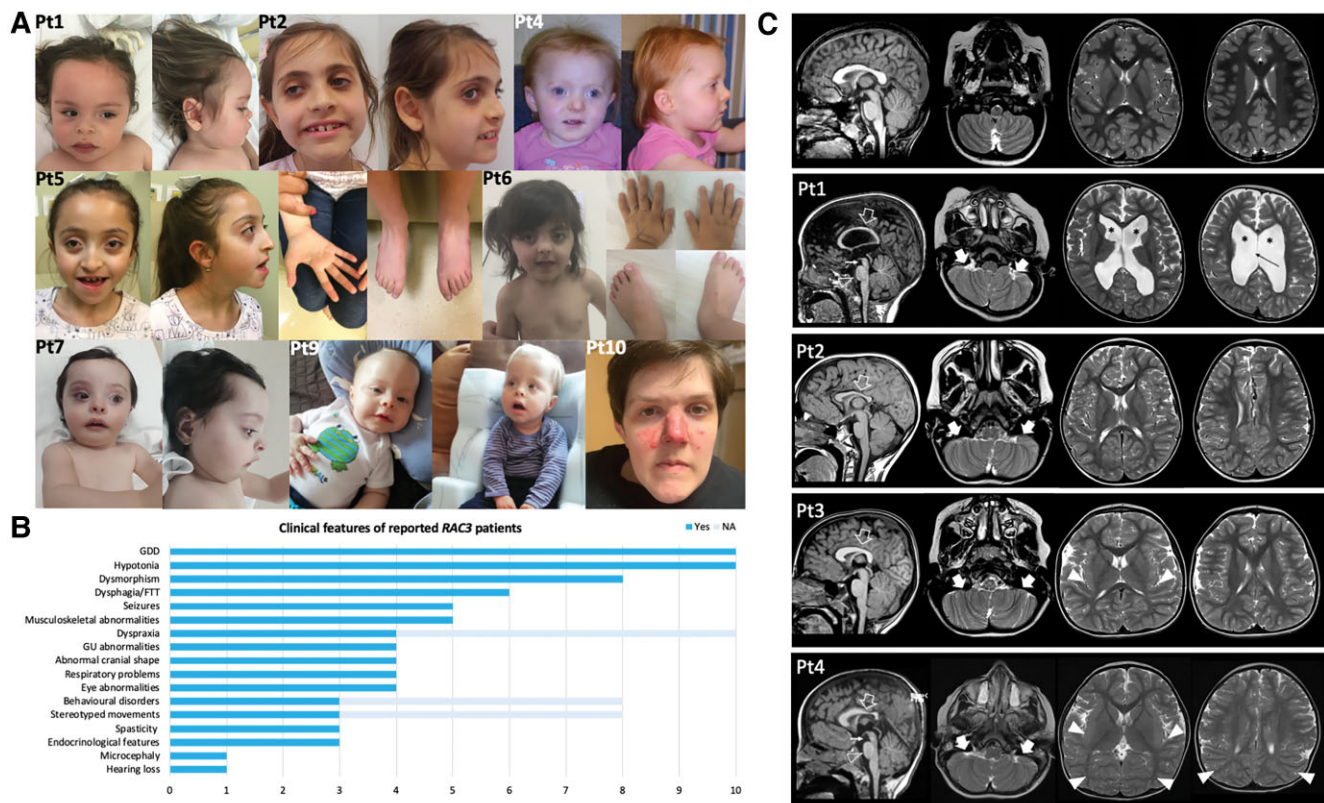 A
Pt1
Pt2
Pt4
Pt5
Pt6
Pt7
Pt9
Pt10
B
Clinical features of reported RAC3 patients
Yes
NA
GDD
Hypotonia
Dysmorphism
Dysphagia/FTT
Seizures
Musculoskeletal abnormalities
Dyspraxia
GU abnormalities
Abnormal cranial shape
Respiratory problems
Eye abnormalities
Behavioural disorders
Stereotyped movements
Spasticity
Endocrinological features
Microcephaly
Hearing loss
0 1 2 3 4 5 6 7 8 9 10
C
Pt1
* *
* *
Pt2
Pt3
Pt4